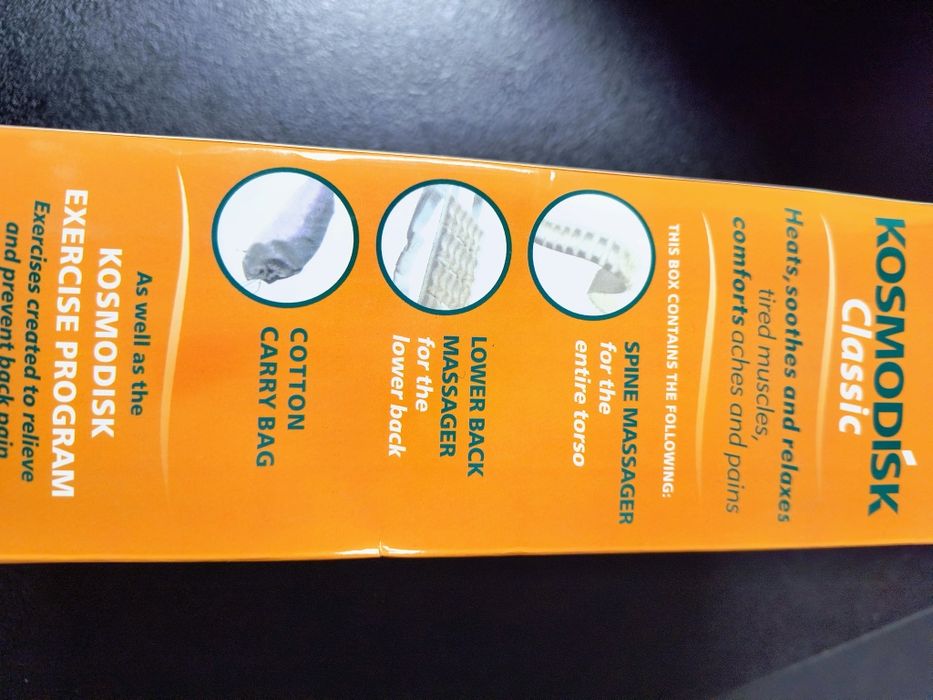 KOSMODISK
Classic
Heats, soothes and relaxes
tired muscles,
comforts aches and pains
THIS BOX CONTAINS THE FOLLOWING:
SPINE MASSAGER
for the
entire torso
LOWER BACK
MASSAGER
for the
lower back
COTTON
CARRY BAG
As well as the
KOSMODISK
EXERCISE PROGRAM
Exercises created to relieve
and prevent back pain